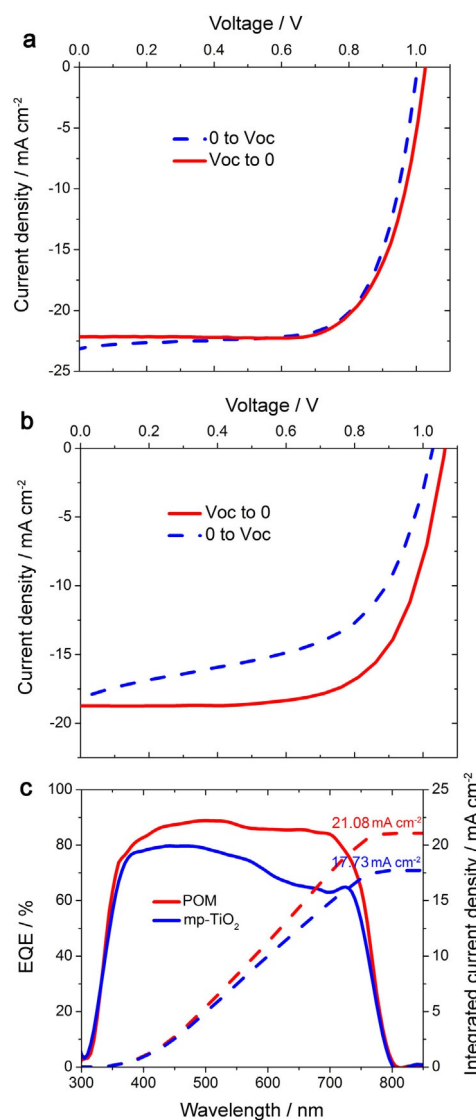 a
Voltage / V
0.0 0.2 0.4 0.6 0.8 1.0
0
-5
-10
-15
-20
-25
Current density / mA cm⁻²
0 to Voc
Voc to 0
b
Voltage / V
0.0 0.2 0.4 0.6 0.8 1.0
0
-5
-10
-15
-20
Current density / mA cm⁻²
Voc to 0
0 to Voc
c
100
80
60
40
20
0
EQE / %
25
20
15
10
5
0
Integrated current density / mA cm⁻²
21.08 mA cm⁻²
17.73 mA cm⁻²
POM
mp-TiO₂
300 400 500 600 700 800
Wavelength / nm